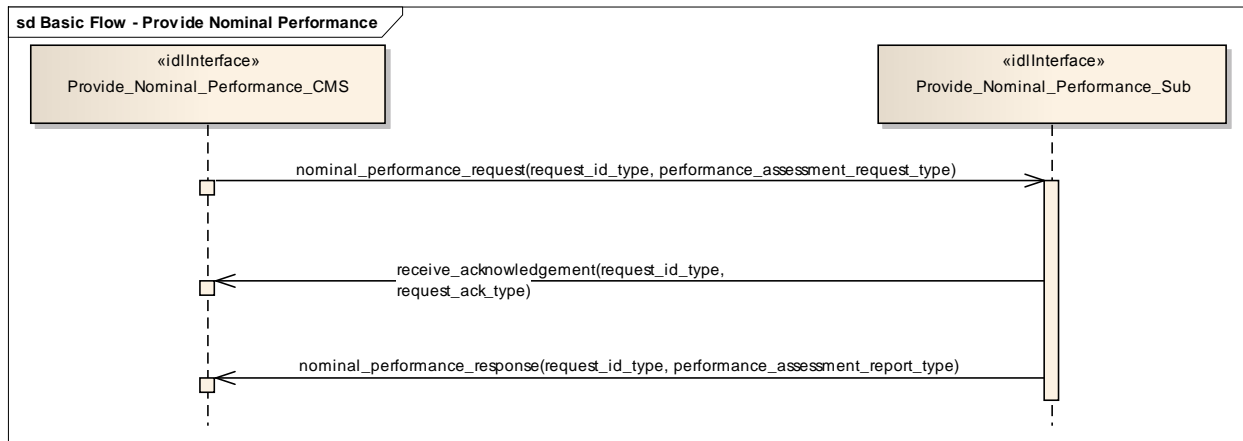 sd Basic Flow - Provide Nominal Performance
«idlInterface»
Provide_Nominal_Performance_CMS
«idlInterface»
Provide_Nominal_Performance_Sub
nominal_performance_request(request_id_type, performance_assessment_request_type)
receive_acknowledgement(request_id_type,
request_ack_type)
nominal_performance_response(request_id_type, performance_assessment_report_type)